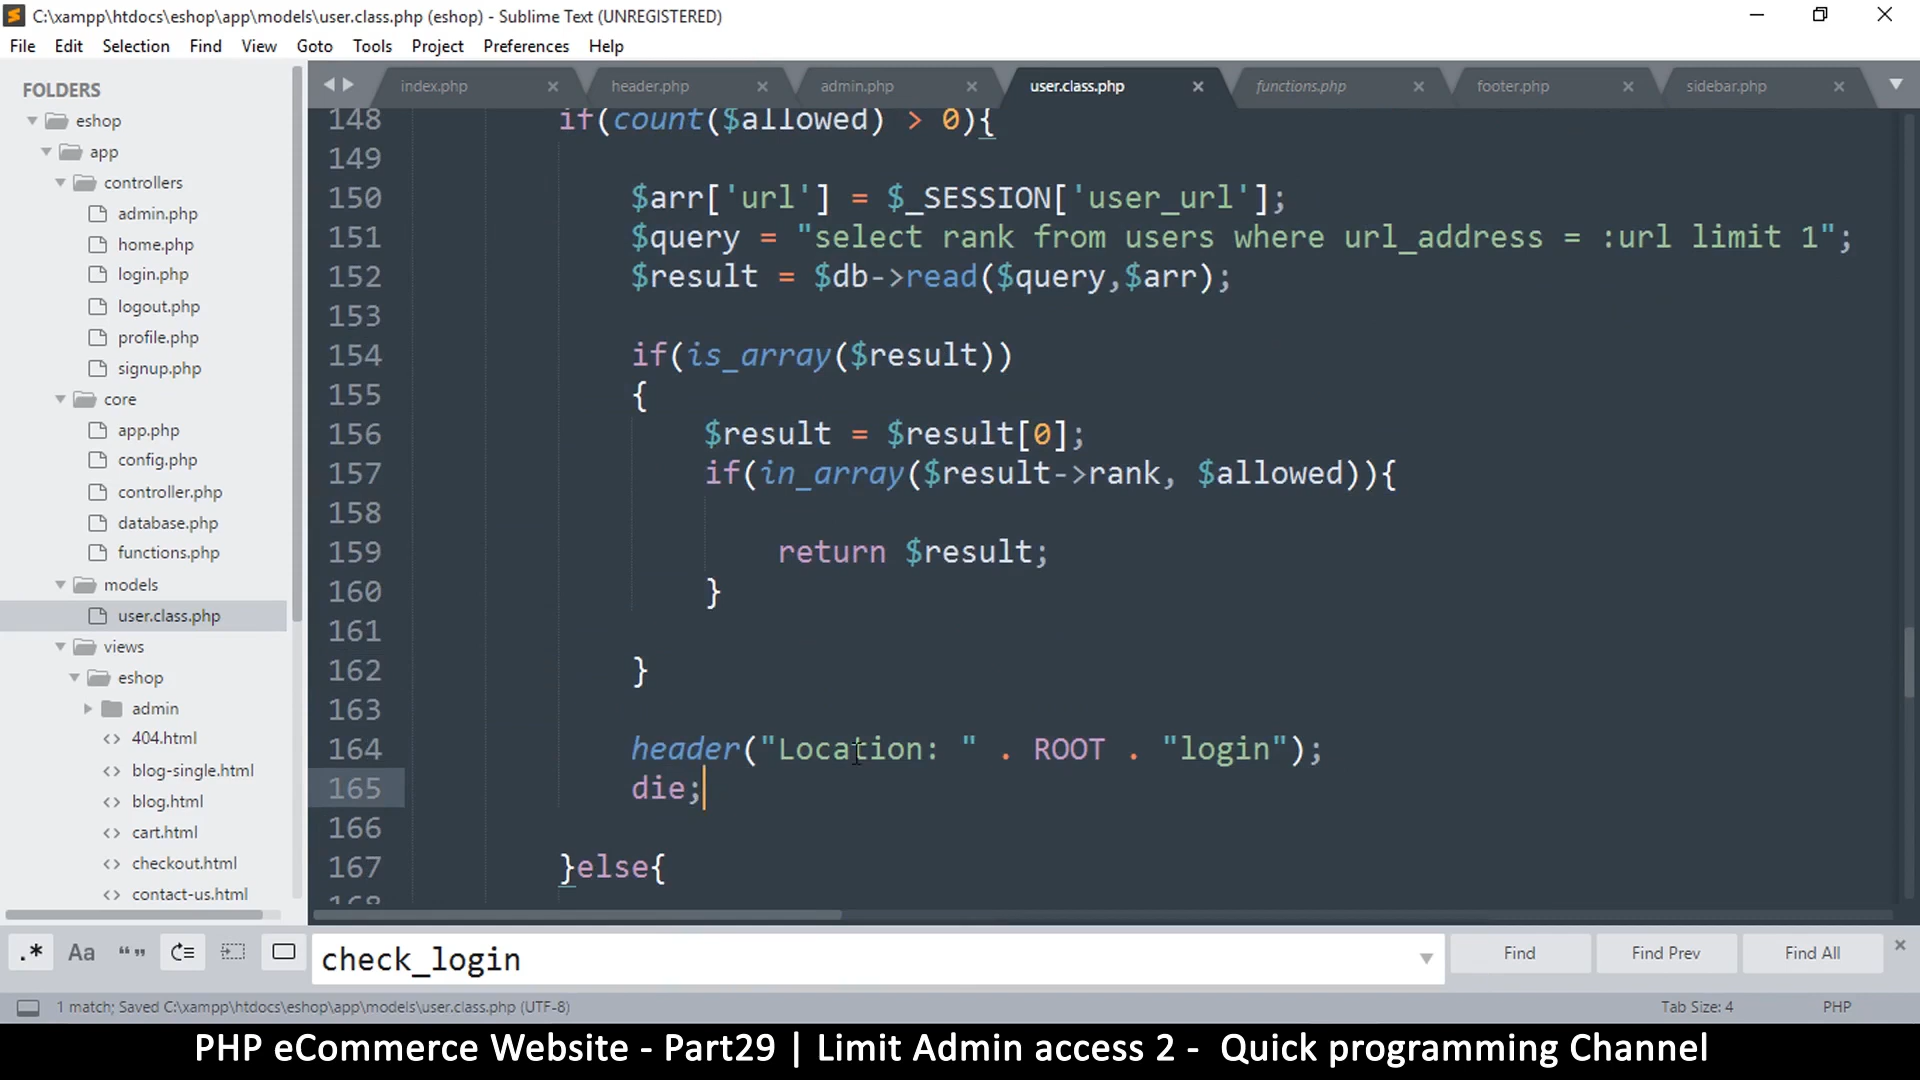 C:\xampp\htdocs\eshop\app\models\user.class.php (eshop) - Sublime Text (UNREGISTERED)
File Edit Selection Find View Goto Tools Project Preferences Help
FOLDERS
eshop
app
controllers
admin.php
home.php
login.php
logout.php
profile.php
signup.php
core
app.php
config.php
controller.php
database.php
functions.php
models
user.class.php
views
eshop
admin
404.html
blog-single.html
blog.html
cart.html
checkout.html
contact-us.html
index.php header.php admin.php user.class.php functions.php footer.php sidebar.php
148 if(count($allowed) > 0){
149
150 $arr['url'] = $_SESSION['user_url'];
151 $query = "select rank from users where url_address = :url limit 1";
152 $result = $db->read($query,$arr);
153
154 if(is_array($result))
155 {
156 $result = $result[0];
157 if(in_array($result->rank, $allowed)){
158
159 return $result;
160 }
161
162 }
163
164 header("Location: " . ROOT . "login");
165 die;
166
167 }else{
168
.* Aa “” check_login Find Find Prev Find All
1 match; Saved C:\xampp\htdocs\eshop\app\models\user.class.php (UTF-8) Tab Size: 4 PHP
PHP eCommerce Website - Part29 | Limit Admin access 2 - Quick programming Channel